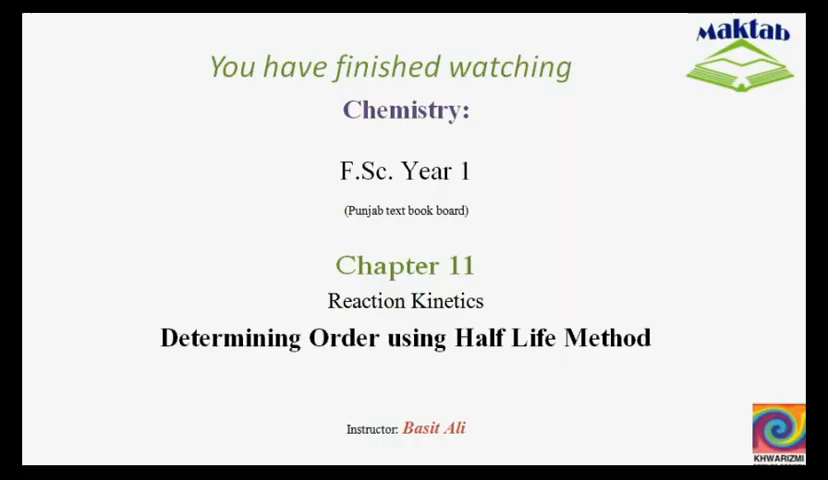 Maktab
You have finished watching
Chemistry:
F.Sc. Year 1
(Punjab text book board)
Chapter 11
Reaction Kinetics
Determining Order using Half Life Method
Instructor: Basit Ali
KHWARIZMI